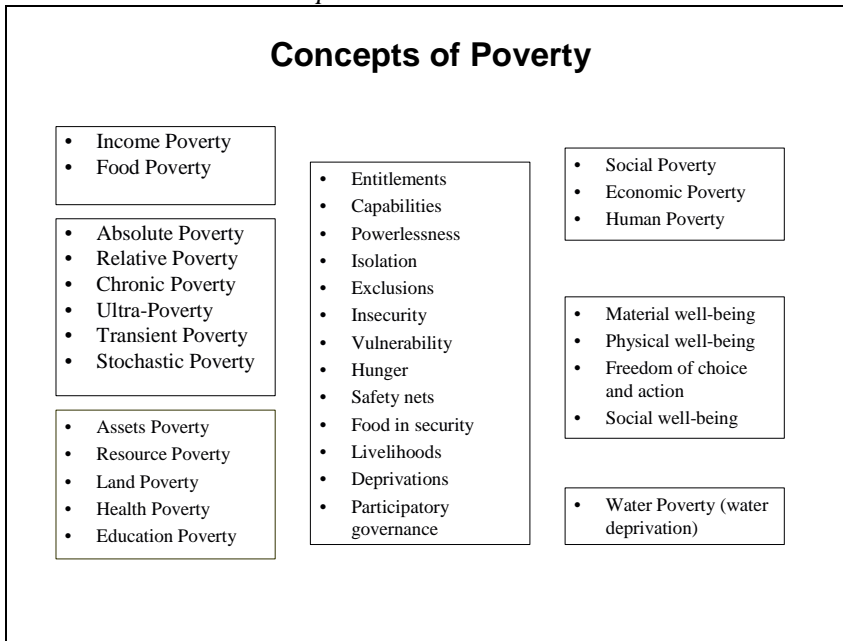 Concepts of Poverty
• Income Poverty
• Food Poverty
• Absolute Poverty
• Relative Poverty
• Chronic Poverty
• Ultra-Poverty
• Transient Poverty
• Stochastic Poverty
• Assets Poverty
• Resource Poverty
• Land Poverty
• Health Poverty
• Education Poverty
• Entitlements
• Capabilities
• Powerlessness
• Isolation
• Exclusions
• Insecurity
• Vulnerability
• Hunger
• Safety nets
• Food in security
• Livelihoods
• Deprivations
• Participatory
governance
• Social Poverty
• Economic Poverty
• Human Poverty
• Material well-being
• Physical well-being
• Freedom of choice
and action
• Social well-being
• Water Poverty (water
deprivation)